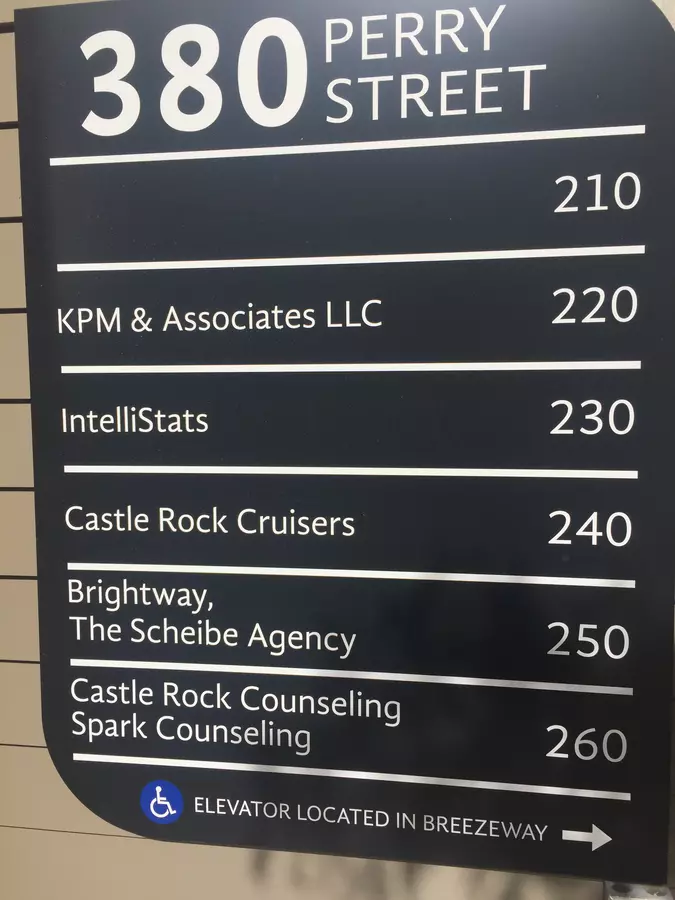 380 PERRY
STREET
210
KPM & Associates LLC 220
IntelliStats 230
Castle Rock Cruisers 240
Brightway,
The Scheibe Agency 250
Castle Rock Counseling
Spark Counseling 260
ELEVATOR LOCATED IN BREEZEWAY